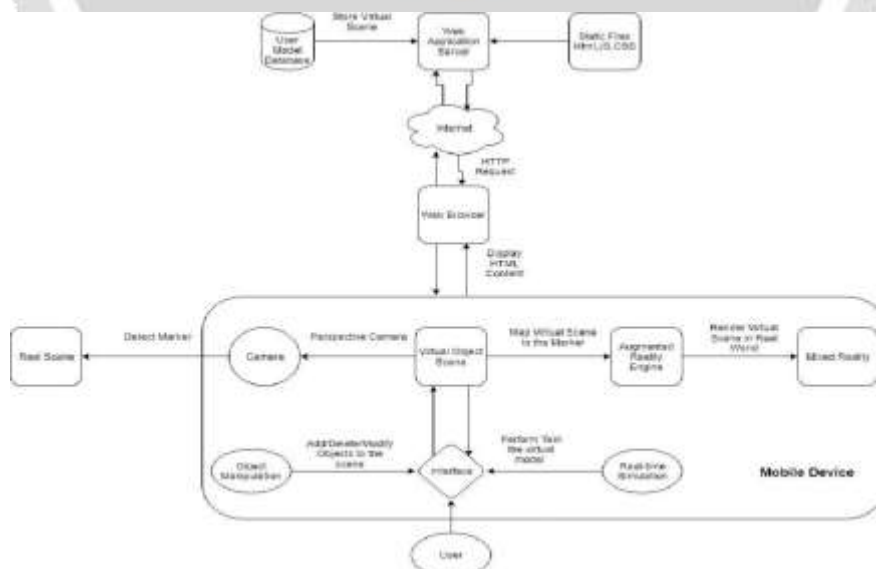 Store Virtual
Scene
User
Model
Database
Web
Application
Server
Static Files
Html,JS,CSS
Internet
HTTP
Request
Web Browser
Display
HTML
Content
Detect Marker
Perspective Camera
Map Virtual Scene
to the Marker
Render Virtual
Scene in Real
World
Real Scene
Camera
Virtual Object
Scene
Augmented
Reality
Engine
Mixed Reality
Add/Delete/Modify
Objects to the
scene
Perform Test
the virtual
model
Object
Manipulation
Interface
Real-time
Simulation
Mobile Device
User